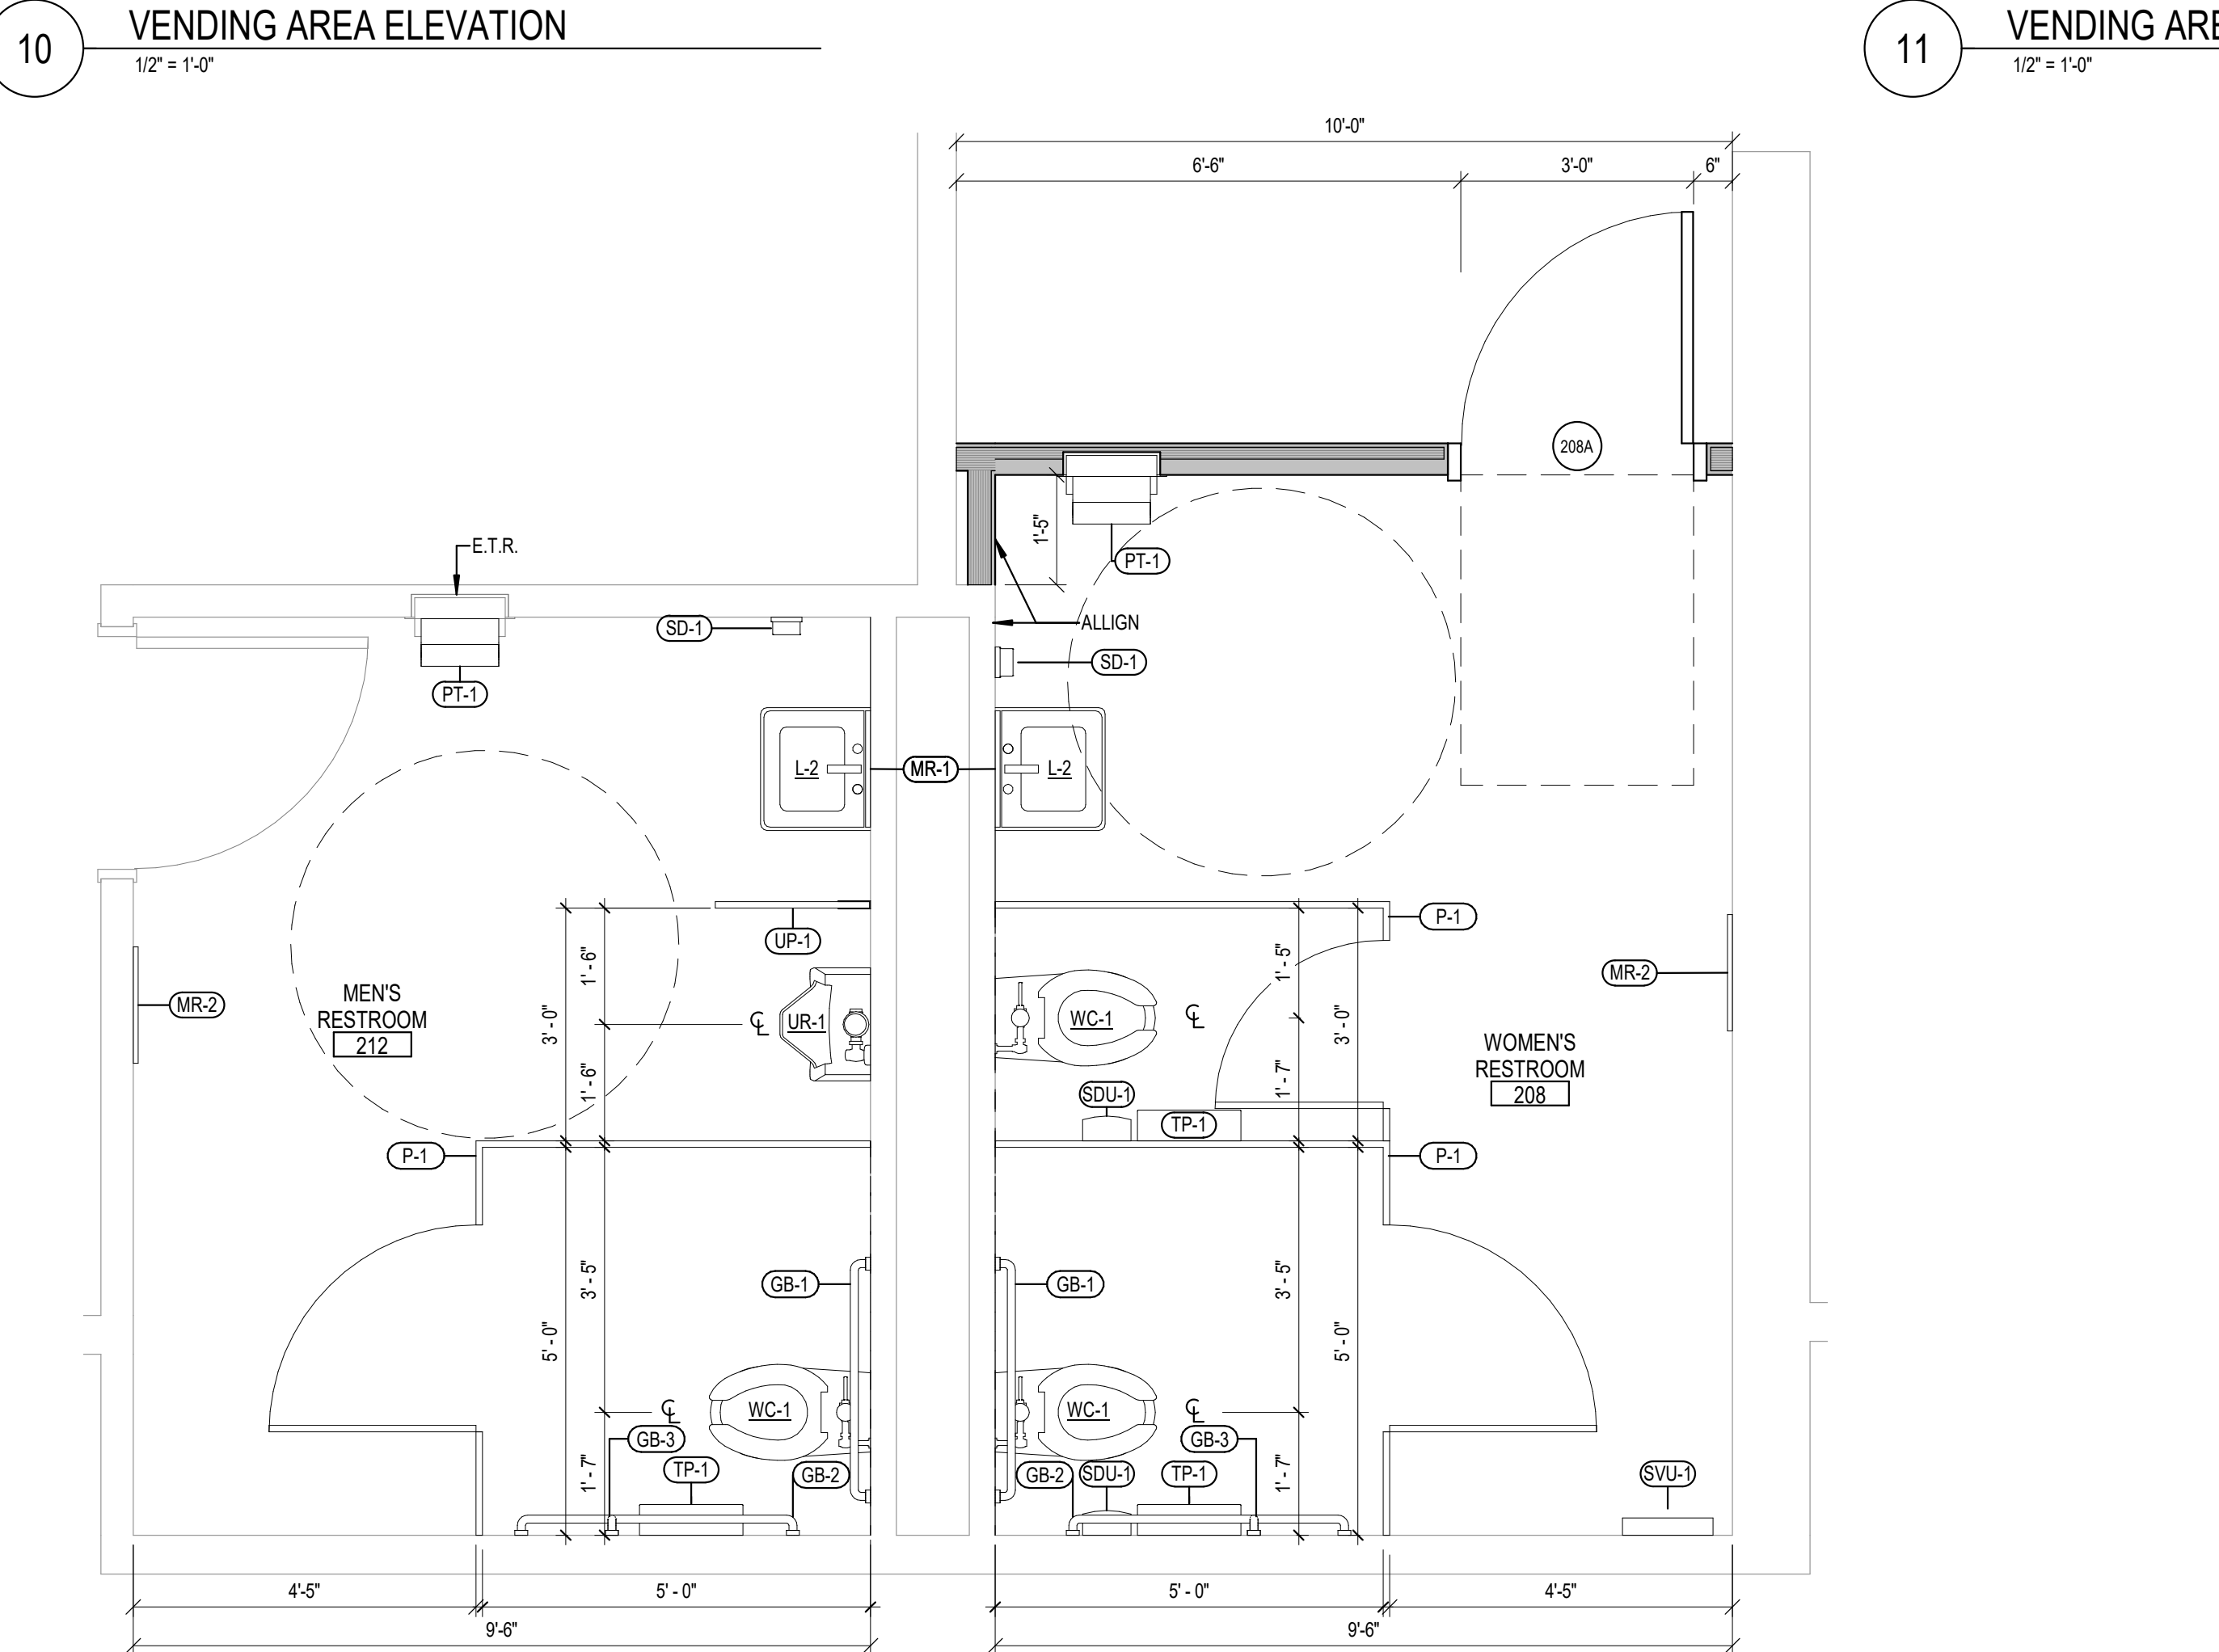 10
VENDING AREA ELEVATION
1/2" = 1'-0"
11
VENDING ARE
1/2" = 1'-0"
10'-0"
6'-6"
3'-0"
6"
208A
1'-5"
PT-1
E.T.R.
SD-1
ALLIGN
SD-1
PT-1
L-2
MR-1
L-2
P-1
UP-1
1' - 6"
1' - 5"
MR-2
MR-2
MEN'S
RESTROOM
212
3' - 0"
UR-1
WC-1
3' - 0"
WOMEN'S
RESTROOM
208
1' - 6"
1' - 7"
SDU-1
TP-1
P-1
P-1
3' - 5"
GB-1
GB-1
3' - 5"
5' - 0"
5' - 0"
WC-1
WC-1
GB-3
GB-3
1' - 7"
TP-1
GB-2
GB-2
SDU-1
TP-1
1' - 7"
SVU-1
4'-5"
5' - 0"
5' - 0"
4'-5"
9'-6"
9'-6"